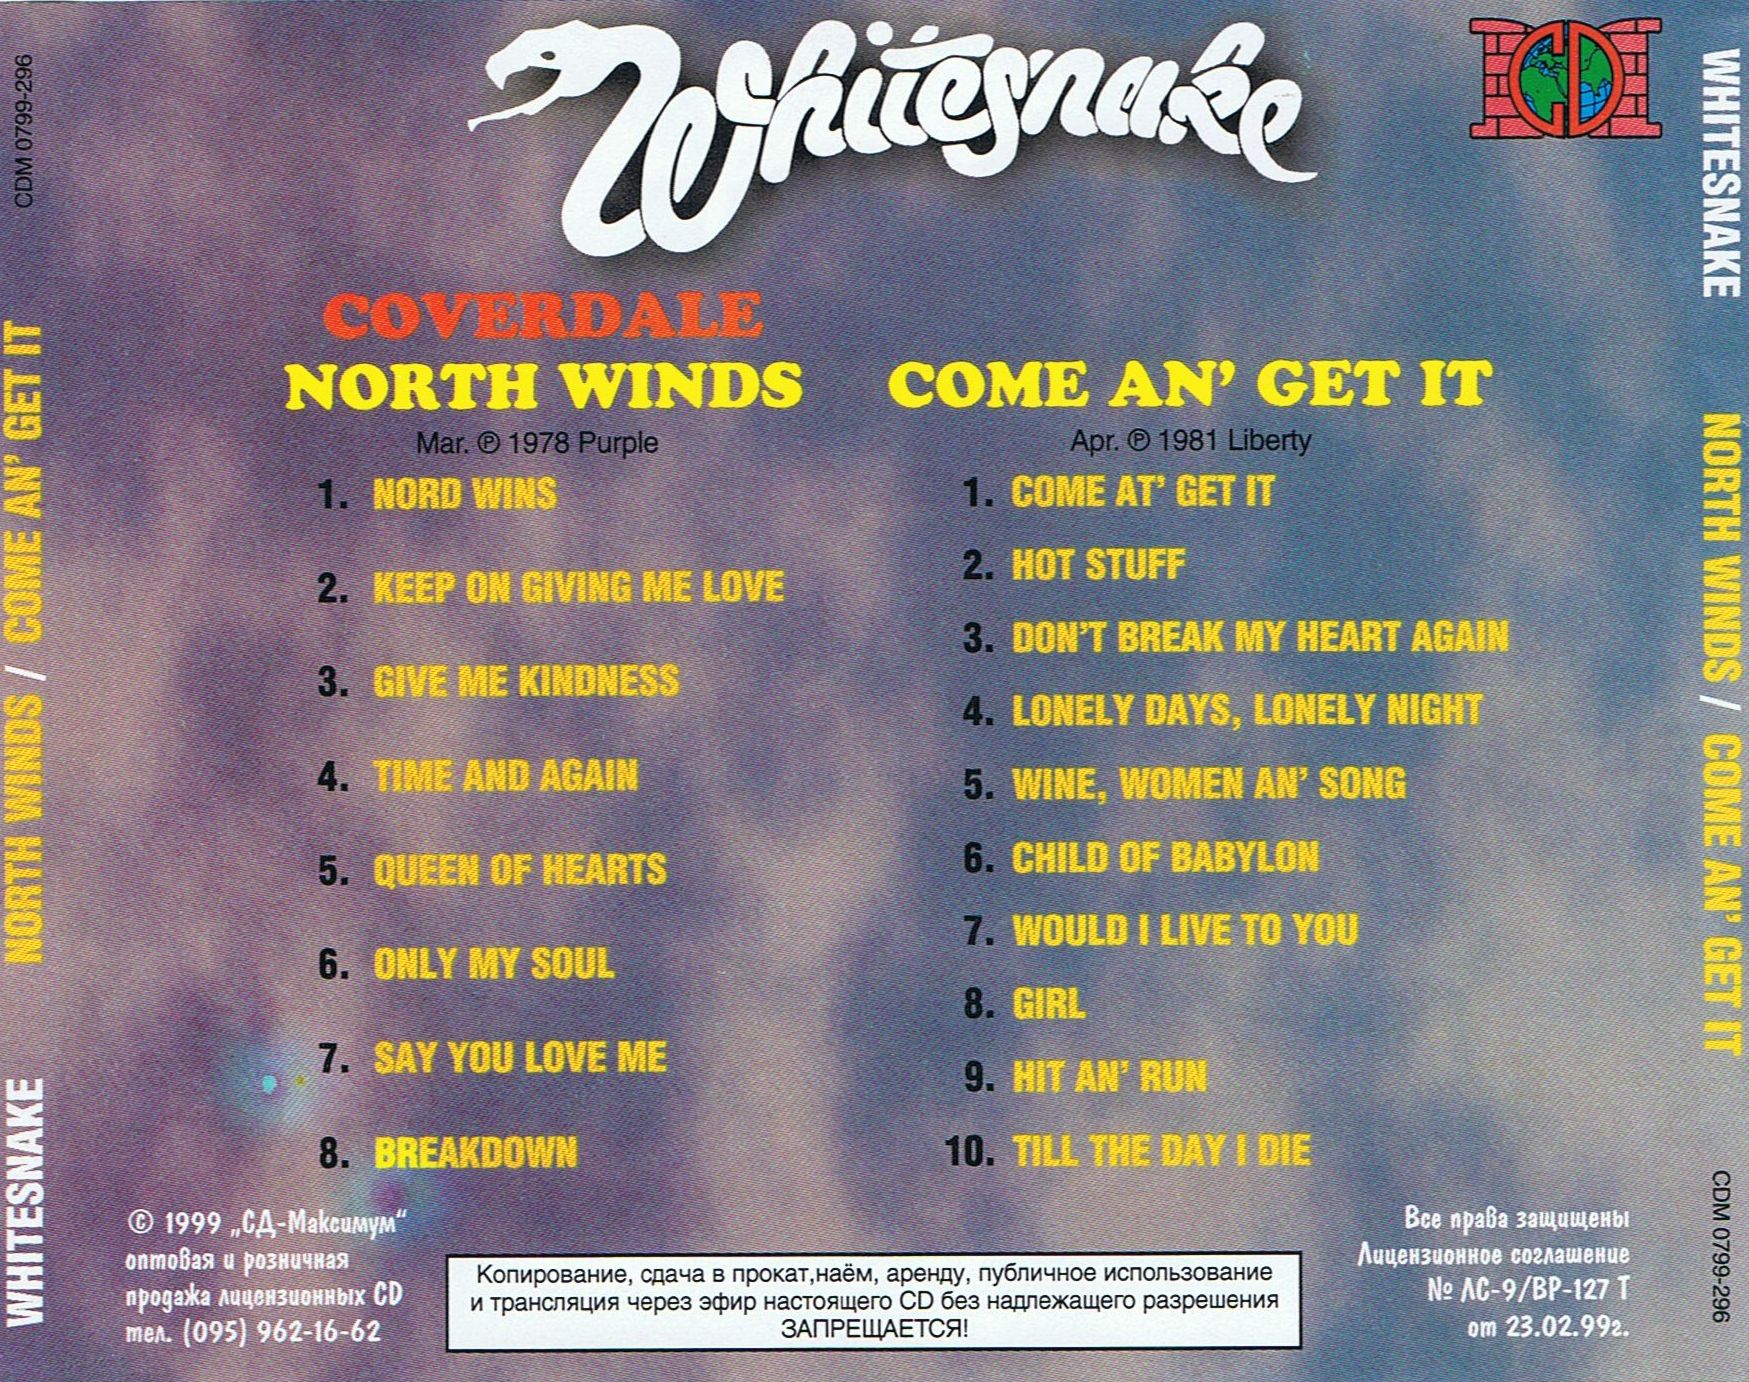 Whitesnake
CD
CDM 0799-296
WHITESNAKE NORTH WINDS / COME AN' GET IT
WHITESNAKE NORTH WINDS / COME AN' GET IT
CDM 0799-296
COVERDALE
NORTH WINDS
Mar. ℗ 1978 Purple
1. NORD WINS
2. KEEP ON GIVING ME LOVE
3. GIVE ME KINDNESS
4. TIME AND AGAIN
5. QUEEN OF HEARTS
6. ONLY MY SOUL
7. SAY YOU LOVE ME
8. BREAKDOWN
COME AN' GET IT
Apr. ℗ 1981 Liberty
1. COME AT' GET IT
2. HOT STUFF
3. DON'T BREAK MY HEART AGAIN
4. LONELY DAYS, LONELY NIGHT
5. WINE, WOMEN AN' SONG
6. CHILD OF BABYLON
7. WOULD I LIVE TO YOU
8. GIRL
9. HIT AN' RUN
10. TILL THE DAY I DIE
© 1999 „СД-Максимум“
оптовая и розничная
продажа лицензионных CD
тел. (095) 962-16-62
Копирование, сдача в прокат,наём, аренду, публичное использование
и трансляция через эфир настоящего CD без надлежащего разрешения
ЗАПРЕЩАЕТСЯ!
Все права защищены
Лицензионное соглашение
№ ЛС-9/ВР-127 Т
от 23.02.99г.